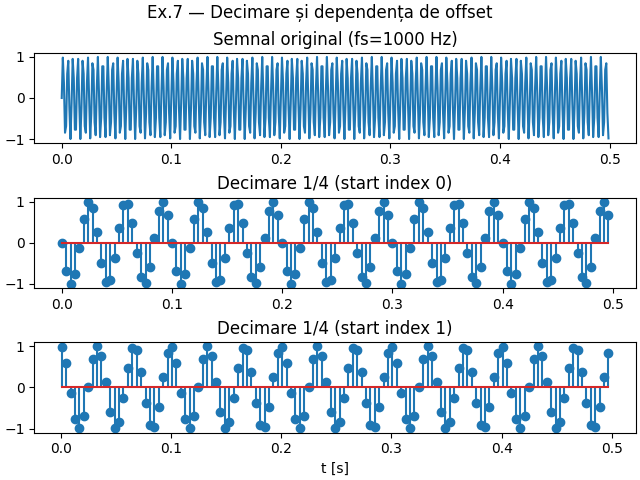 Ex.7 — Decimare și dependența de offset
Semnal original (fs=1000 Hz)
1
0
−1
0.0 0.1 0.2 0.3 0.4 0.5
Decimare 1/4 (start index 0)
1
0
−1
0.0 0.1 0.2 0.3 0.4 0.5
Decimare 1/4 (start index 1)
1
0
−1
0.0 0.1 0.2 0.3 0.4 0.5
t [s]